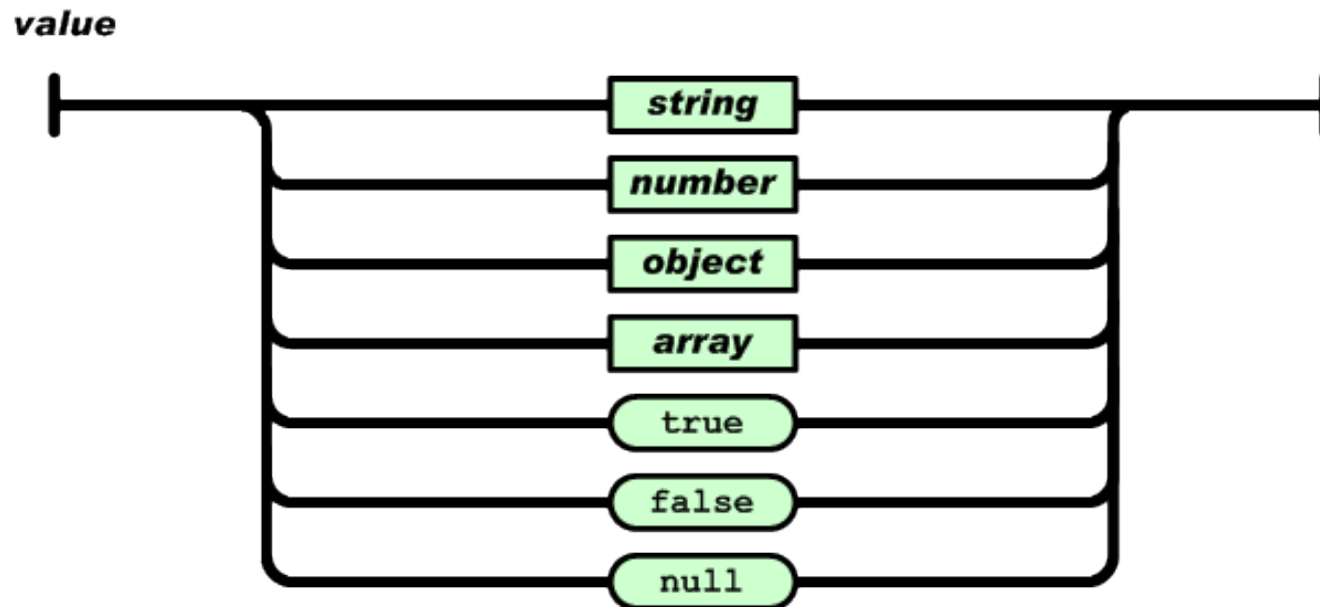 value
string
number
object
array
true
false
null